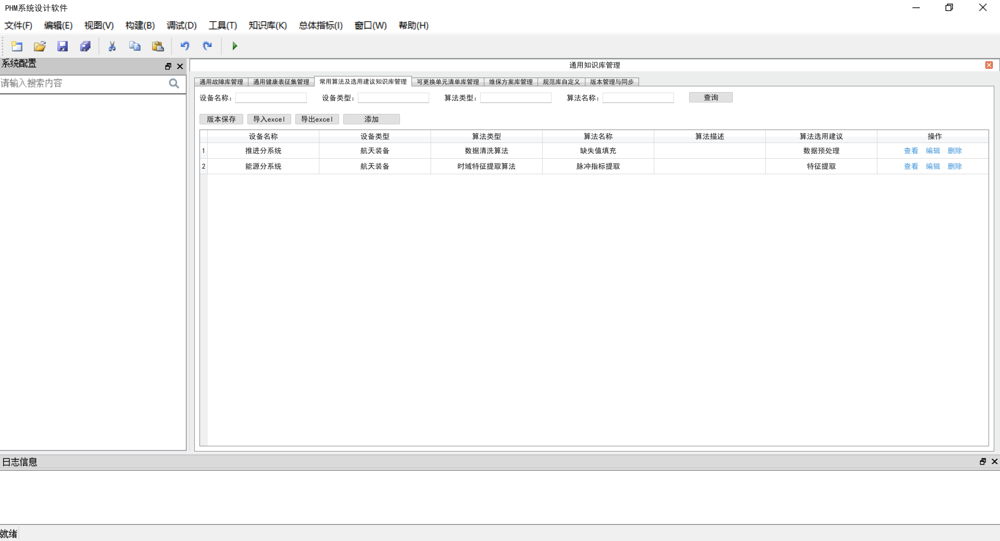 PHM系统设计软件
文件(F) 编辑(E) 视图(V) 构建(B) 调试(D) 工具(T) 知识库(K) 总体指标(I) 窗口(W) 帮助(H)
系统配置
请输入搜索内容
通用知识库管理
通用故障库管理 通用健康表征集管理 常用算法及选用建议知识库管理 可更换单元清单库管理 维保方案库管理 规范库自定义 版本管理与同步
设备名称: 设备类型: 算法类型: 算法名称: 查询
版本保存 导入excel 导出excel 添加
设备名称 设备类型 算法类型 算法名称 算法描述 算法选用建议 操作
1 推进分系统 航天装备 数据清洗算法 缺失值填充 数据预处理 查看 编辑 删除
2 能源分系统 航天装备 时域特征提取算法 脉冲指标提取 特征提取 查看 编辑 删除
日志信息
就绪